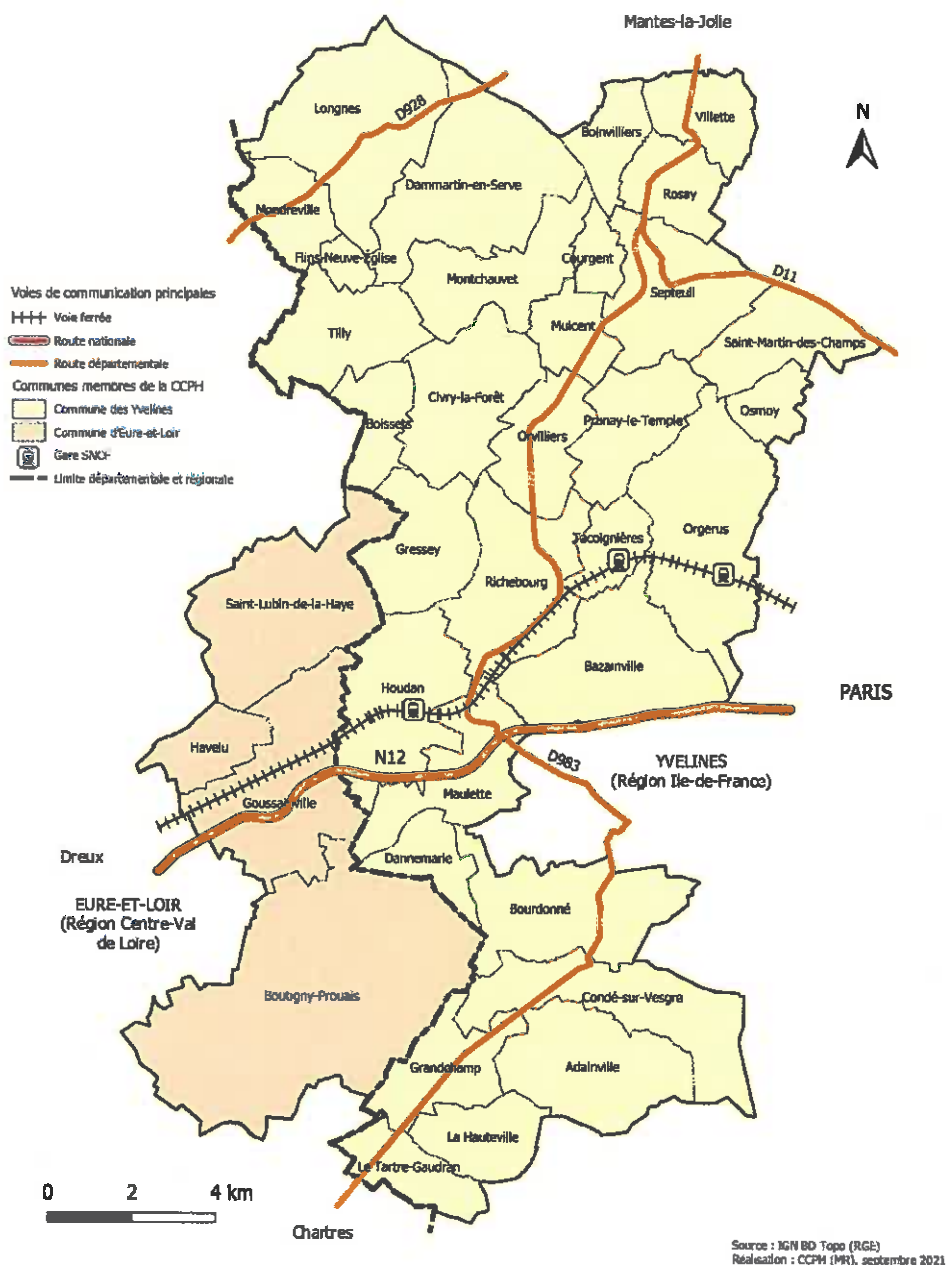 Mantes-la-Jolie
N
Longnes
D928
Boinvilliers
Villette
Dammartin-en-Serve
Rosay
Mondreville
Flins-Neuve-Église
Montchauvet
Courgent
Septeuil
D11
Voies de communication principales
Voie ferrée
Route nationale
Route départementale
Communes membres de la CCPH
Commune des Yvelines
Commune d'Eure-et-Loir
Gare SNCF
Limite départementale et régionale
Tilly
Mulcent
Saint-Martin-des-Champs
Civry-la-Forêt
Osmoy
Boissets
Orvilliers
Prunay-le-Temple
Gressey
Richebourg
Tacoignières
Orgerus
Saint-Lubin-de-la-Haye
Bazainville
Houdan
PARIS
Havelu
N12
D983
YVELINES
(Région Ile-de-France)
Goussainville
Maulette
Dreux
Dannemarie
EURE-ET-LOIR
(Région Centre-Val
de Loire)
Bourdonné
Boutigny-Prouais
Condé-sur-Vesgre
Grandchamp
Adainville
La Hauteville
Le Tartre-Gaudran
0 2 4 km
Chartres
Source : IGN BD Topo (RGE)
Réalisation : CCPH (MR), septembre 2021